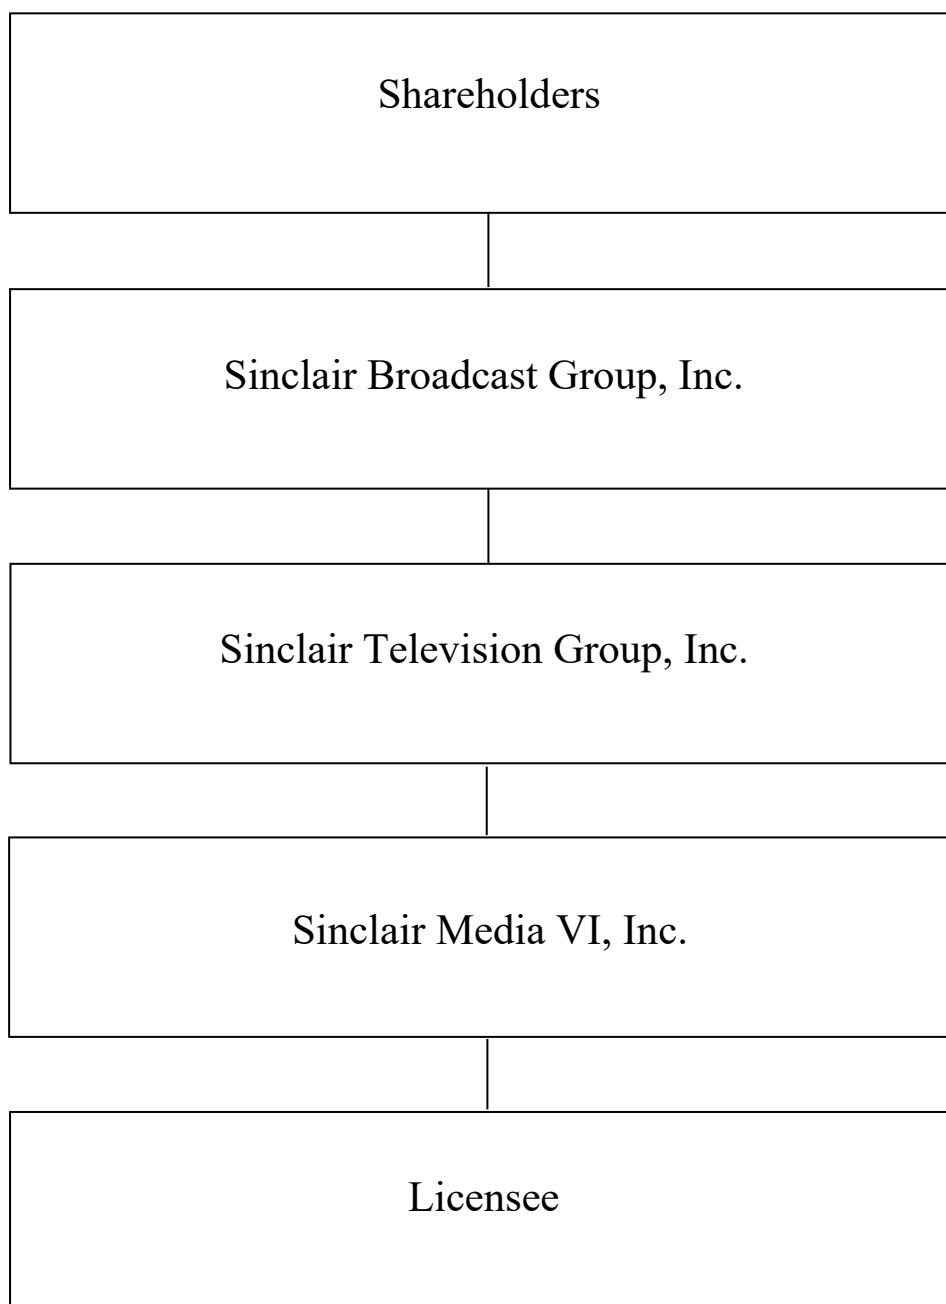 Shareholders
Sinclair Broadcast Group, Inc.
Sinclair Television Group, Inc.
Sinclair Media VI, Inc.
Licensee